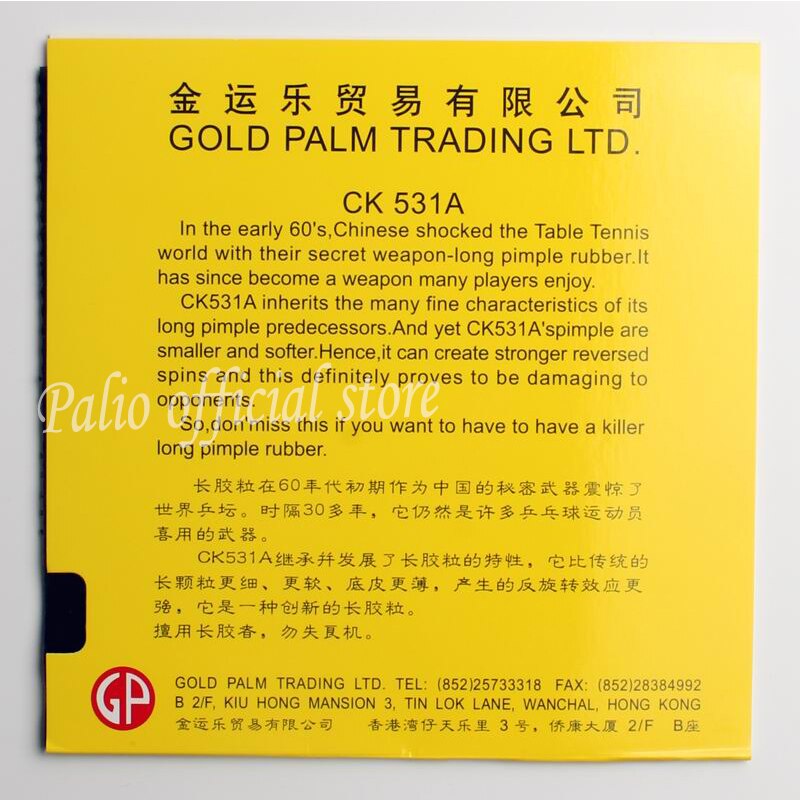 金运乐贸易有限公司
GOLD PALM TRADING LTD.
CK 531A
In the early 60's,Chinese shocked the Table Tennis
world with their secret weapon-long pimple rubber.It
has since become a weapon many players enjoy.
CK531A inherits the many fine characteristics of its
long pimple predecessors.And yet CK531A'spimple are
smaller and softer.Hence,it can create stronger reversed
spins and this definitely proves to be damaging to
opponents.
Palio official store
So,don'miss this if you want to have to have a killer
long pimple rubber.
长胶粒在60年代初期作为中国的秘密武器震惊了
世界乒坛。时隔30多年，它仍然是许多乒乓球运动员
喜用的武器。
CK531A继承并发展了长胶粒的特性，它比传统的
长颗粒更细、更软、底皮更薄，产生的反旋转效应更
强，它是一种创新的长胶粒。
擅用长胶者，勿失良机。
GP
GOLD PALM TRADING LTD. TEL: (852)25733318 FAX: (852)28384992
B 2/F, KIU HONG MANSION 3, TIN LOK LANE, WANCHAL, HONG KONG
金运乐贸易有限公司 香港湾仔天乐里 3 号，侨康大厦 2/F B座